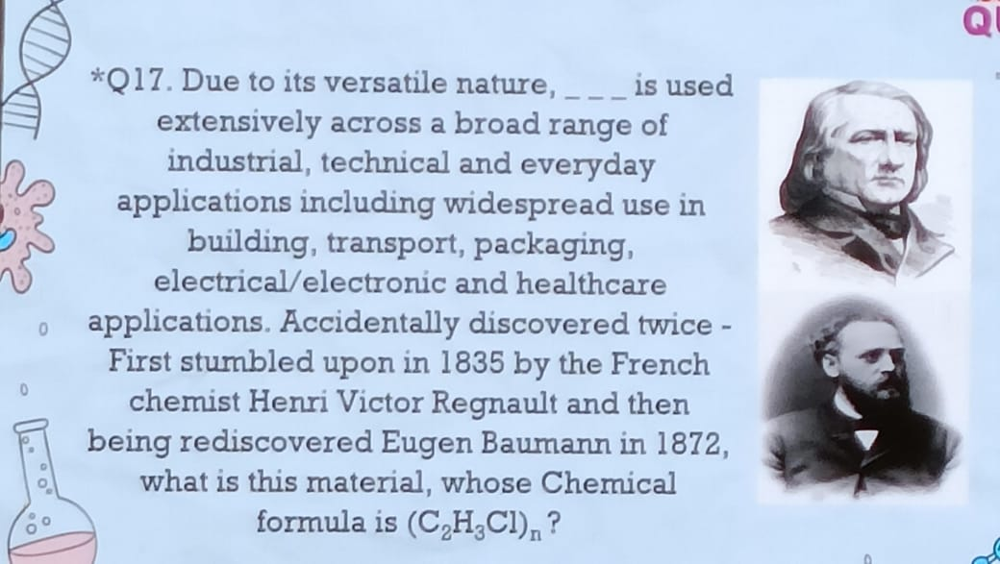 QU
*Q17. Due to its versatile nature, _ _ _ is used
extensively across a broad range of
industrial, technical and everyday
applications including widespread use in
building, transport, packaging,
electrical/electronic and healthcare
applications. Accidentally discovered twice -
First stumbled upon in 1835 by the French
chemist Henri Victor Regnault and then
being rediscovered Eugen Baumann in 1872,
what is this material, whose Chemical
formula is (C₂H₃Cl)ₙ ?